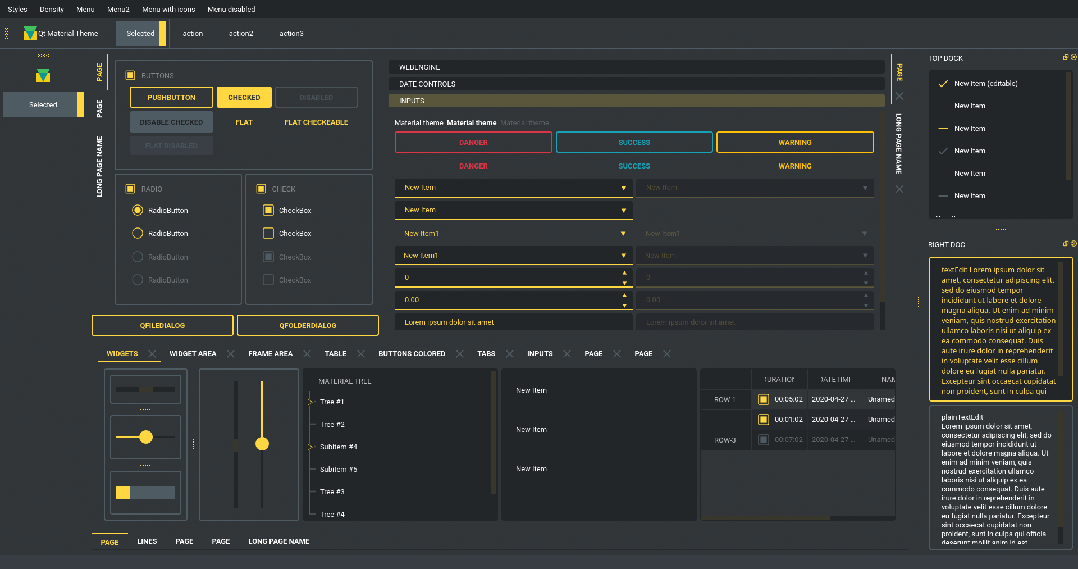 Styles Density Menu Menu2 Menu with icons Menu disabled
Qt Material Theme Selected action action2 action3
Selected
PAGE
PAGE
LONG PAGE NAME
BUTTONS
PUSHBUTTON CHECKED DISABLED
DISABLE CHECKED FLAT FLAT CHECKEABLE
FLAT DISABLED
RADIO
RadioButton
RadioButton
RadioButton
RadioButton
CHECK
CheckBox
CheckBox
CheckBox
CheckBox
QFILEDIALOG QFOLDERDIALOG
WEBENGINE
DATE CONTROLS
INPUTS
Material theme Material theme Material theme
DANGER SUCCESS WARNING
DANGER SUCCESS WARNING
New Item New Item
New Item
New Item1 New Item1
New Item1 New Item1
0 0
0.00 0.00
Lorem ipsum dolor sit amet Lorem ipsum dolor sit amet
PAGE
LONG PAGE NAME
TOP DOCK
New Item (editable)
New Item
New Item
New Item
New Item
New Item
RIGHT DOC
textEdit Lorem ipsum dolor sit
amet, consectetur adipiscing elit,
sed do eiusmod tempor
incididunt ut labore et dolore
magna aliqua. Ut enim ad minim
veniam, quis nostrud exercitation
ullamco laboris nisi ut aliquip ex
ea commodo consequat. Duis
aute irure dolor in reprehenderit
in voluptate velit esse cillum
dolore eu fugiat nulla pariatur.
Excepteur sint occaecat cupidatat
non proident, sunt in culpa qui
plainTextEdit
Lorem ipsum dolor sit amet,
consectetur adipiscing elit, sed do
eiusmod tempor incididunt ut
labore et dolore magna aliqua. Ut
enim ad minim veniam, quis
nostrud exercitation ullamco
laboris nisi ut aliquip ex ea
commodo consequat. Duis aute
irure dolor in reprehenderit in
voluptate velit esse cillum dolore
eu fugiat nulla pariatur. Excepteur
sint occaecat cupidatat non
proident, sunt in culpa qui officia
deserunt mollit id est
WIDGETS WIDGET AREA FRAME AREA TABLE BUTTONS COLORED TABS INPUTS PAGE PAGE
MATERIAL TREE
Tree #1
Tree #2
SubItem #4
SubItem #5
Tree #3
Tree #4
New Item
New Item
New Item
DURATION DATE TIME NAM
ROW-1 00:05:02 2020-04-27 ... Unamed
00:01:02 2020-04-27 ... Unamed
ROW-3 00:07:02 2020-04-27 ... Unamed
PAGE LINES PAGE PAGE LONG PAGE NAME